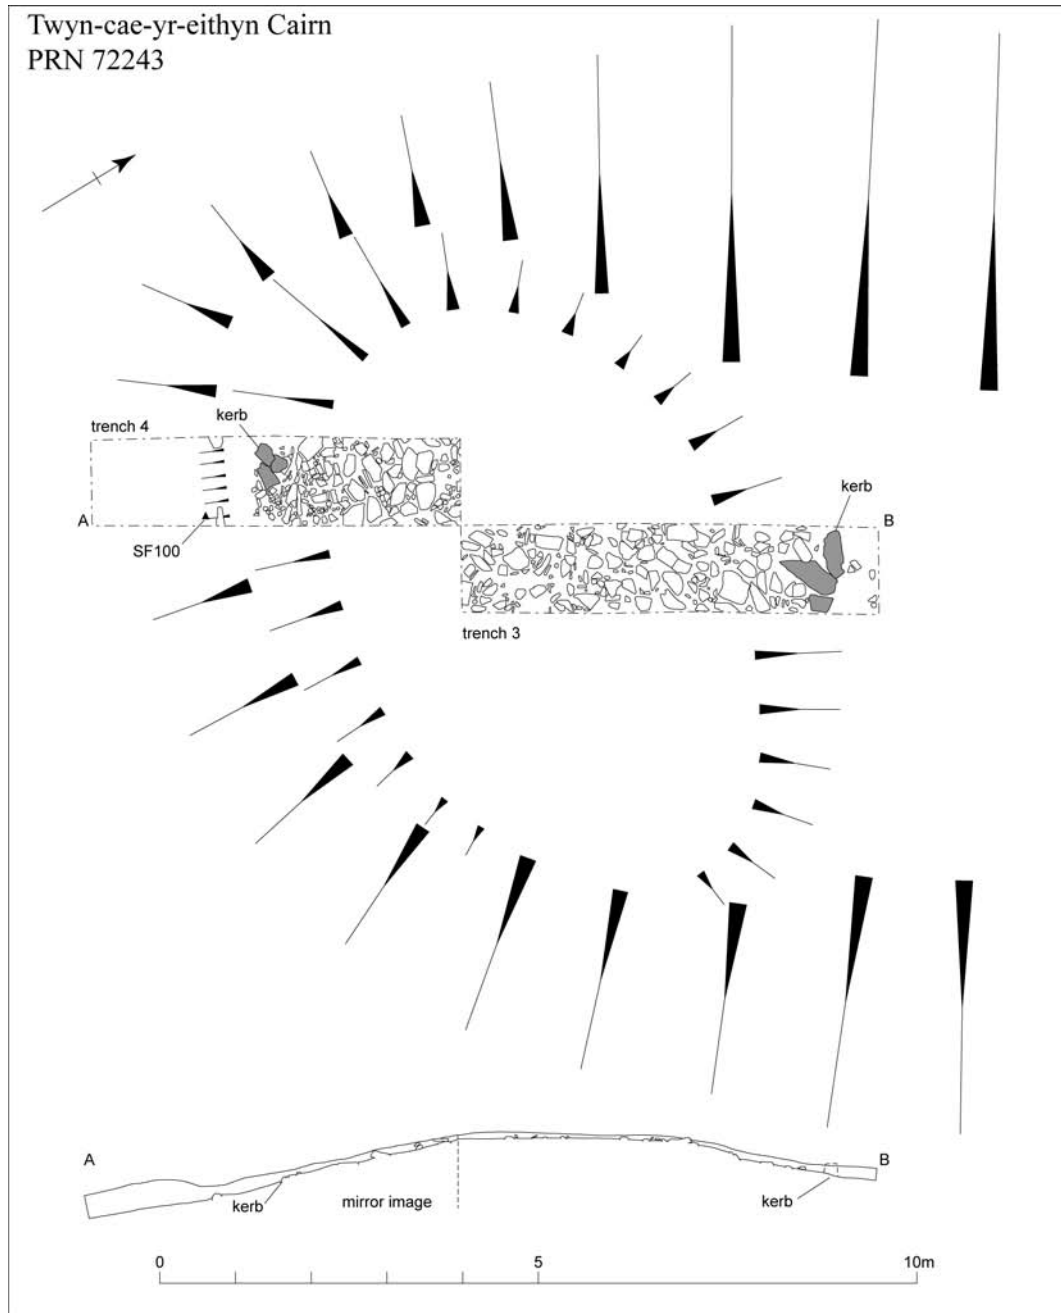 Twyn-cae-yr-eithyn Cairn
PRN 72243
trench 4
kerb
kerb
A
B
SF100
trench 3
A
B
kerb
mirror image
kerb
0
5
10m